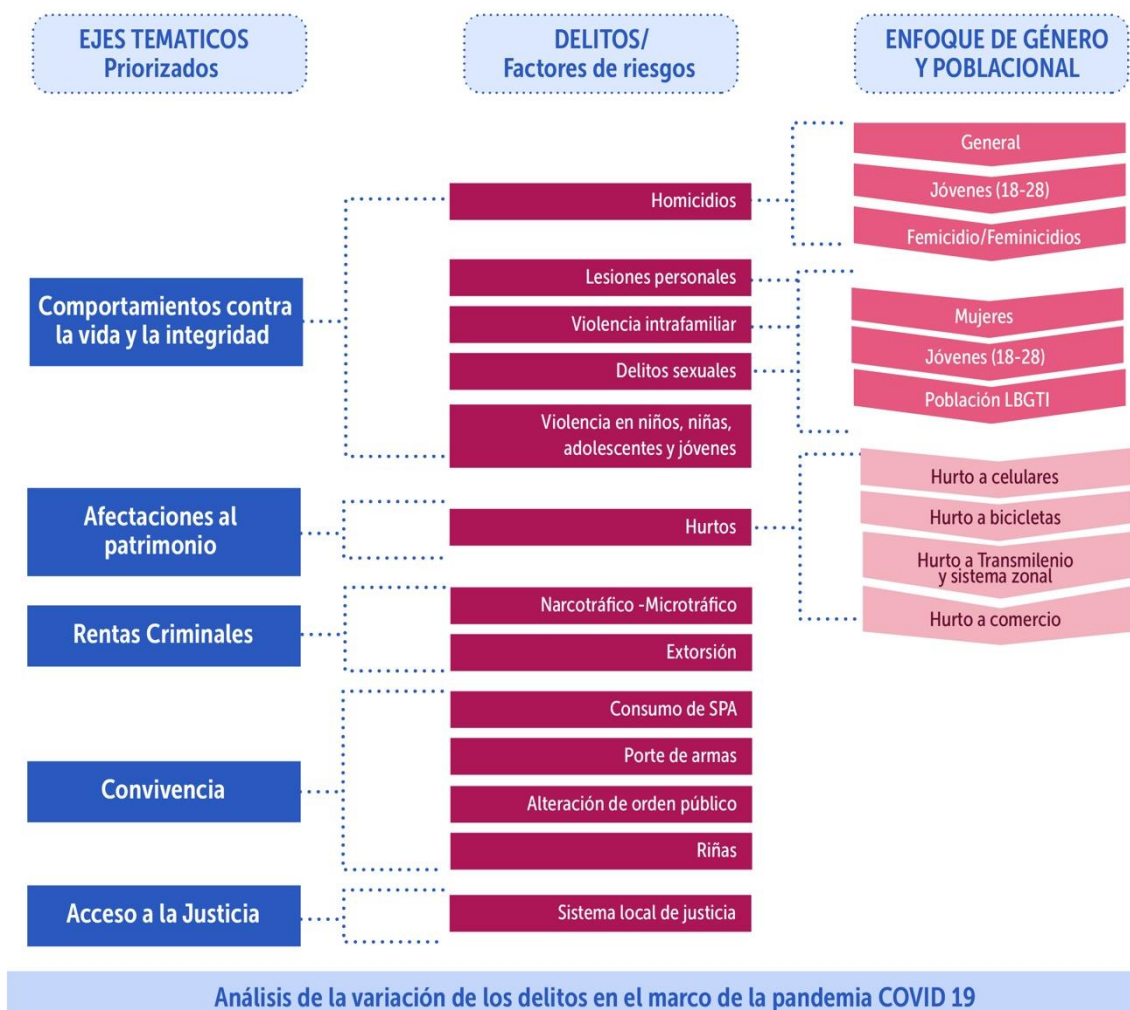 EJES TEMATICOS
Priorizados
DELITOS/
Factores de riesgos
ENFOQUE DE GÉNERO
Y POBLACIONAL
Comportamientos contra
la vida y la integridad
Homicidios
General
Jóvenes (18-28)
Femicidio/Feminicidios
Lesiones personales
Violencia intrafamiliar
Delitos sexuales
Mujeres
Jóvenes (18-28)
Población LBGTI
Violencia en niños, niñas,
adolescentes y jóvenes
Afectaciones al
patrimonio
Hurtos
Hurto a celulares
Hurto a bicicletas
Hurto a Transmilenio
y sistema zonal
Hurto a comercio
Rentas Criminales
Narcotráfico -Microtráfico
Extorsión
Convivencia
Consumo de SPA
Porte de armas
Alteración de orden público
Riñas
Acceso a la Justicia
Sistema local de justicia
Análisis de la variación de los delitos en el marco de la pandemia COVID 19